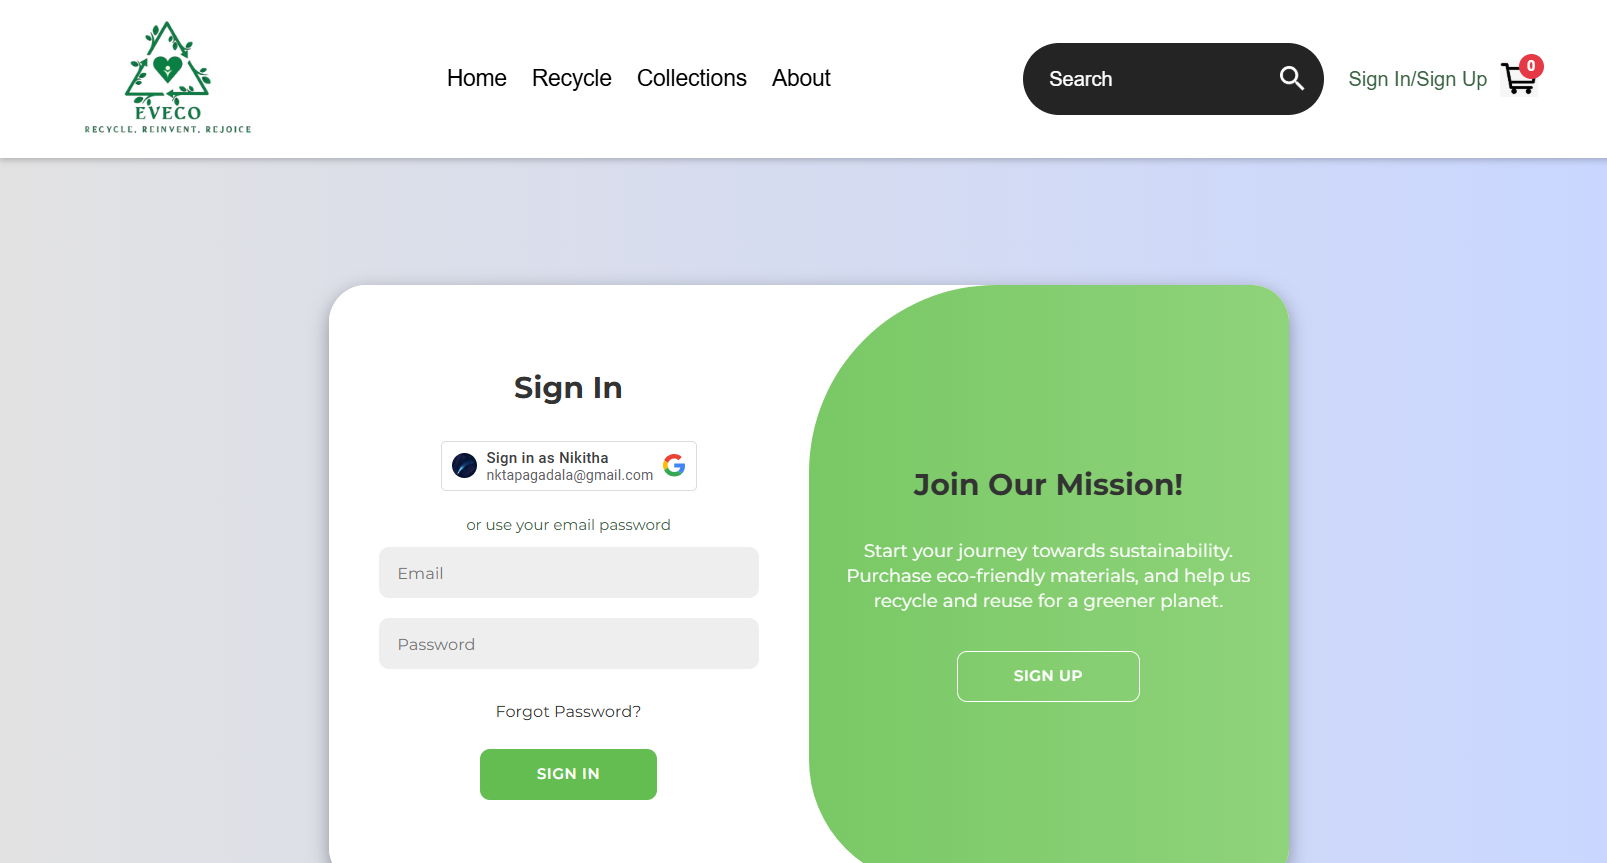 EVECO
RECYCLE, REINVENT, REJOICE
Home Recycle Collections About
Search
Sign In/Sign Up
0
Sign In
Sign in as Nikitha
nktapagadala@gmail.com
or use your email password
Email
Password
Forgot Password?
SIGN IN
Join Our Mission!
Start your journey towards sustainability.
Purchase eco-friendly materials, and help us
recycle and reuse for a greener planet.
SIGN UP